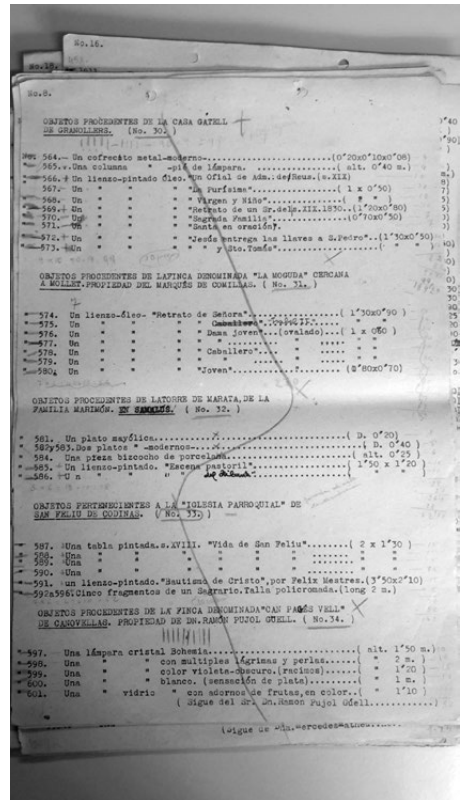 No.16.
No.8.
OBJETOS PROCEDENTES DE LA CASA GATELL
DE GRANOLLERS. (No. 30.)
564.- Un cofrecito metal-moderno-....................(0'20x0'10x0'08)
565.- Una columna " -pié de lámpara. ................( alt. 0'40 m.)
566. Un lienzo-pintado Óleo. "Un Ofial de Adm. de Reus.(s.XIX)
567.- Un " " " "La Purísima"............( 1 x 0'50)
568. Un " " " "Virgen y Niño"..........( " " )
569. Un " " " "Retrato de un Sr. de s.XIX.1830..(1'20x0'80)
570. Un " " " "Sagrada Familia"........(0'70x0'50)
571. Un " " " "Santa en oración"
572. Un " " " "Jesús entrega las llaves a S.Pedro"..(1'30x0'50)
573. Un " " " " y Sto.Tomás"...( " " )
OBJETOS PROCEDENTES DE LAFINCA DENOMINADA "LA MOGUDA" CERCANA
A MOLLET.PROPIEDAD DEL MARQUÉS DE COMILLAS. ( No. 31. )
574. Un lienzo-óleo- "Retrato de Señora".............( 1'30x0'90 )
575. Un " " " "
576. Un " " " " Dama joven"...(ovalado)...( 1 x 0'80 )
577. Un " " " " "
578. Un " " " " Caballero"
579. Un " " " " "
580. Un " " " "Joven"..................(0'80x0'70)
OBJETOS PROCEDENTES DE LATORRE DE MARATA,DE LA
FAMILIA MARIMÓN. EN SAMALUS. ( No. 32. )
581. Un plato mayólica...........................( D. 0'20)
582y583.Dos platos " -modernos-.......................( D. 0'40 )
584. Una pieza biscocho de porcelana..................( alt. 0'25 )
585. Un lienzo-pintado. "Escena pastoril"...............( 1'50 x 1'20 )
586. U n " " " "
OBJETOS PERTENECIENTES A LA "IGLESIA PARROQUIAL" DE
SAN FELIU DE CODINAS. ( No. 33. )
587. Una tabla pintada.s.XVIII. "Vida de San Feliu".....( 2 x 1'30 )
588. Una " " " " "
589. Una " " " " "
590. Una " " " " "
591. un lienzo-pintado."Bautismo de Cristo",por Felix Mestres.(3'50x2'10)
592a596.Cinco fragmentos de un Sagrario.Talla policromada.(long 2 m.)
OBJETOS PROCEDENTES DE LA FINCA DENOMINADA"CAN PAGÉS VELL"
DE CANOVELLAS. PROPIEDAD DE DN.RAMÓN PUJOL GUELL. ( No.34. )
597. Una lámpara cristal Bohemia......................( alt. 1'50 m.)
598. Una " " con multiples lágrimas y perlas.....( " 2 m. )
599. Una " " color violeta-obscuro.(racimos).....( " 1'20 )
600. Una " " blanco. (sensación de plata)........( " 1 m. )
601. Una " vidrio " con adornos de frutas,en color..( " 1'10 )
( Sigue del Sr. Dn.Ramon Pujol
(Sigue de